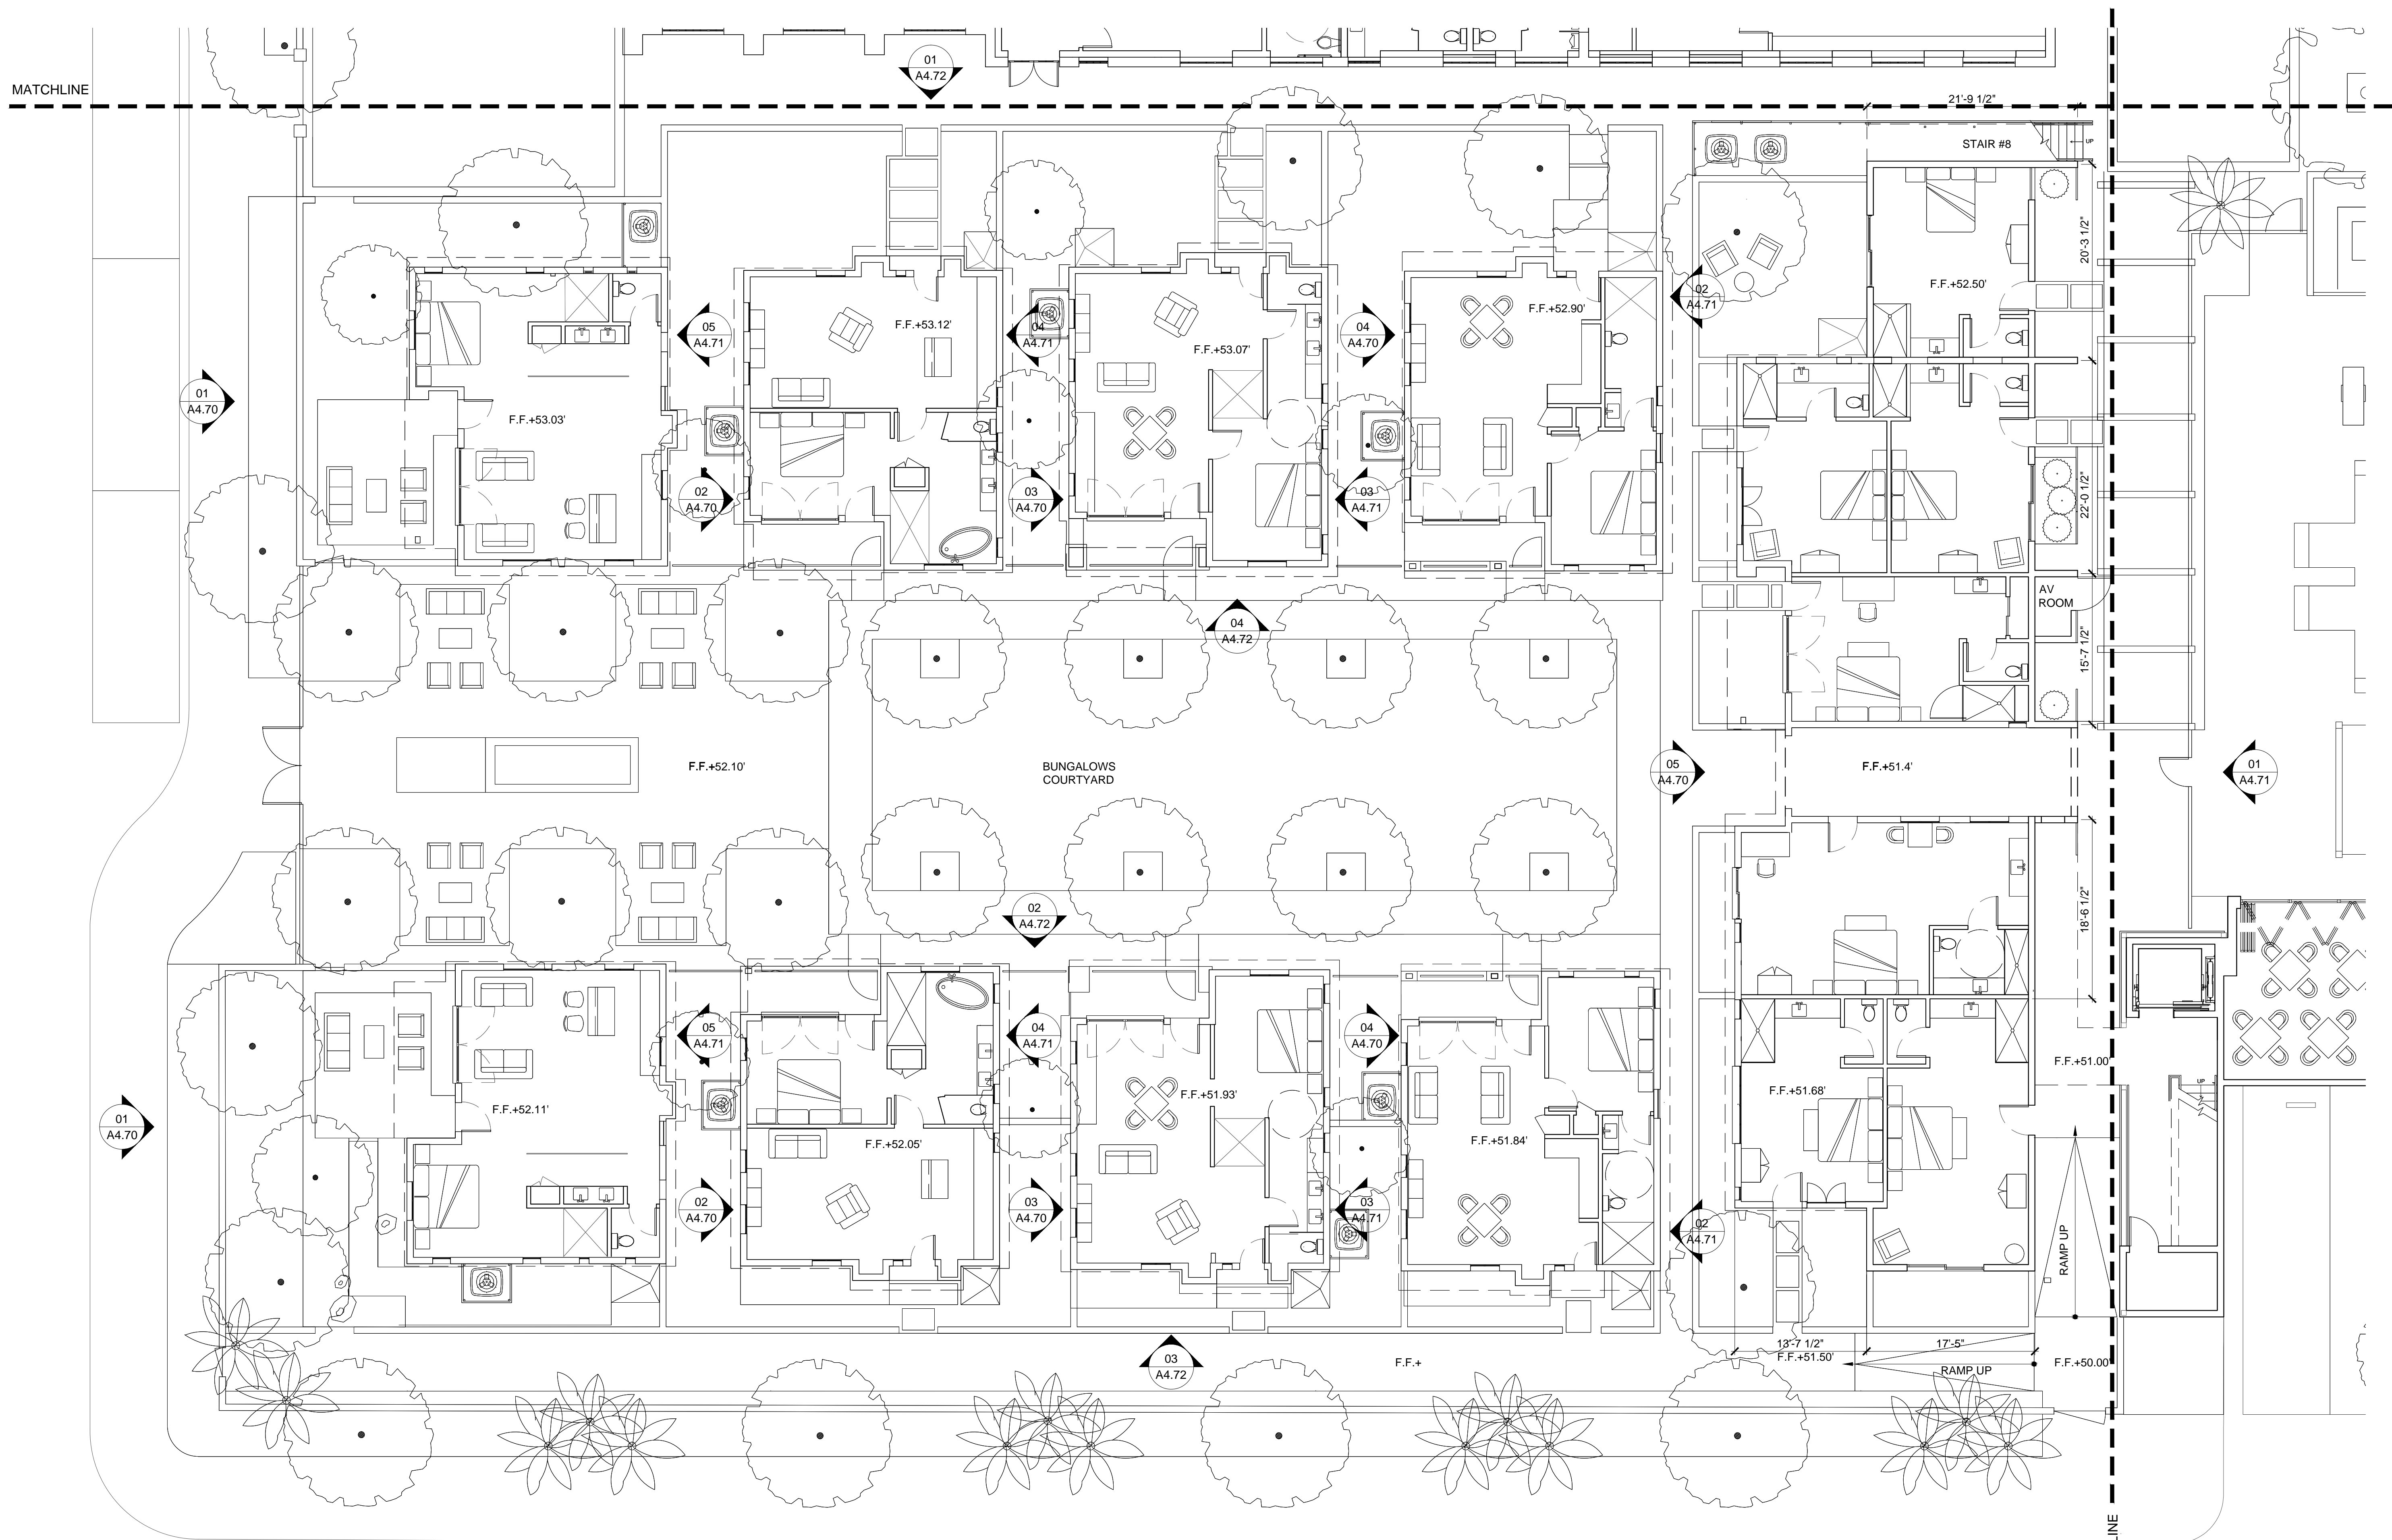 01
A4.72
MATCHLINE
21'-9 1/2"
STAIR #8
UP
20'-3 1/2"
F.F.+52.50'
02
A4.71
05
A4.71
F.F.+53.12'
04
A4.71
F.F.+53.07'
04
A4.70
F.F.+52.90'
01
A4.70
F.F.+53.03'
02
A4.70
03
A4.70
03
A4.71
22'-0 1/2"
AV
ROOM
04
A4.72
15'-7 1/2"
F.F.+52.10'
BUNGALOWS
COURTYARD
05
A4.70
F.F.+51.4'
01
A4.71
02
A4.72
18'-6 1/2"
05
A4.71
04
A4.71
04
A4.70
F.F.+51.00'
01
A4.70
F.F.+52.11'
F.F.+52.05'
F.F.+51.93'
F.F.+51.84'
F.F.+51.68'
UP
02
A4.70
03
A4.70
03
A4.71
02
A4.71
RAMP UP
03
A4.72
F.F.+
13'-7 1/2"
17'-5"
F.F.+51.50'
RAMP UP
F.F.+50.00'
LINE